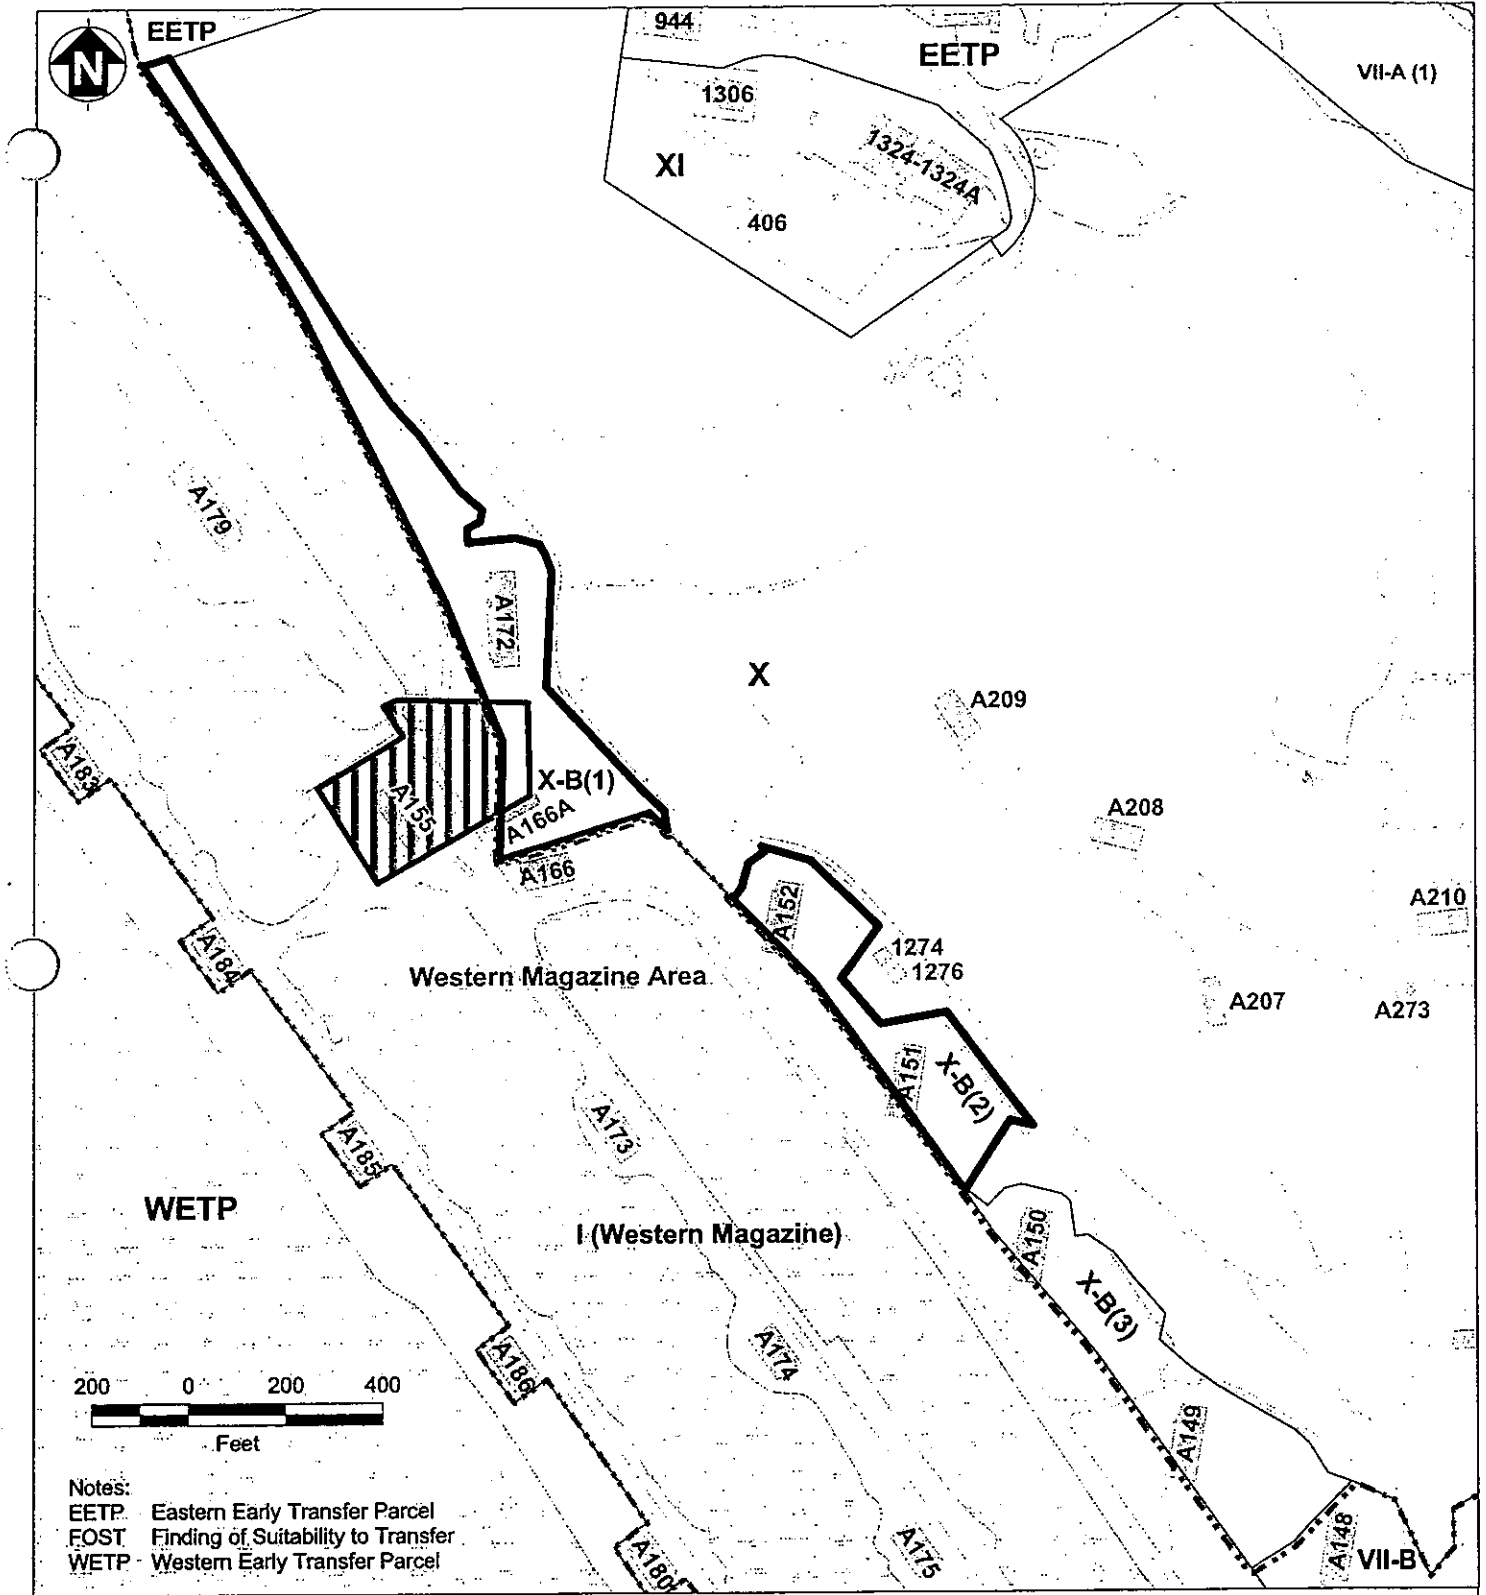 EETP
944
EETP
VII-A (1)
N
1306
1324-1324A
XI
406
A179
A172
X
A209
A183
X-B(1)
A155
A166A
A208
A166
A152
A210
1274
A184
Western Magazine Area
1276
A207
A273
A151
X-B(2)
A173
A185
WETP
I (Western Magazine)
A150
X-B(3)
A174
A186
200 0 200 400
Feet
A149
Notes:
EETP Eastern Early Transfer Parcel
FOST Finding of Suitability to Transfer
WETP Western Early Transfer Parcel
A175
A148
VII-B
A180